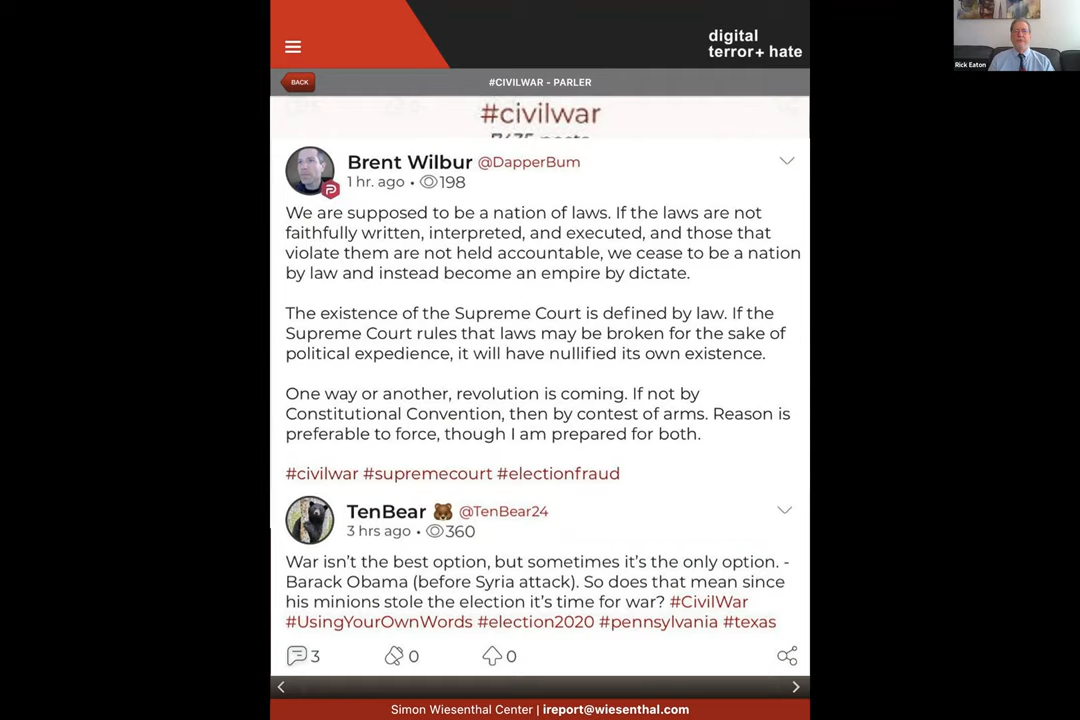 digital
terror+ hate
Rick Eaton
BACK
#CIVILWAR - PARLER
#civilwar
Brent Wilbur @DapperBum
1 hr. ago • 198
We are supposed to be a nation of laws. If the laws are not
faithfully written, interpreted, and executed, and those that
violate them are not held accountable, we cease to be a nation
by law and instead become an empire by dictate.
The existence of the Supreme Court is defined by law. If the
Supreme Court rules that laws may be broken for the sake of
political expedience, it will have nullified its own existence.
One way or another, revolution is coming. If not by
Constitutional Convention, then by contest of arms. Reason is
preferable to force, though I am prepared for both.
#civilwar #supremecourt #electionfraud
TenBear 🐻 @TenBear24
3 hrs ago • 360
War isn't the best option, but sometimes it's the only option. -
Barack Obama (before Syria attack). So does that mean since
his minions stole the election it's time for war? #CivilWar
#UsingYourOwnWords #election2020 #pennsylvania #texas
3 0 0
Simon Wiesenthal Center | ireport@wiesenthal.com